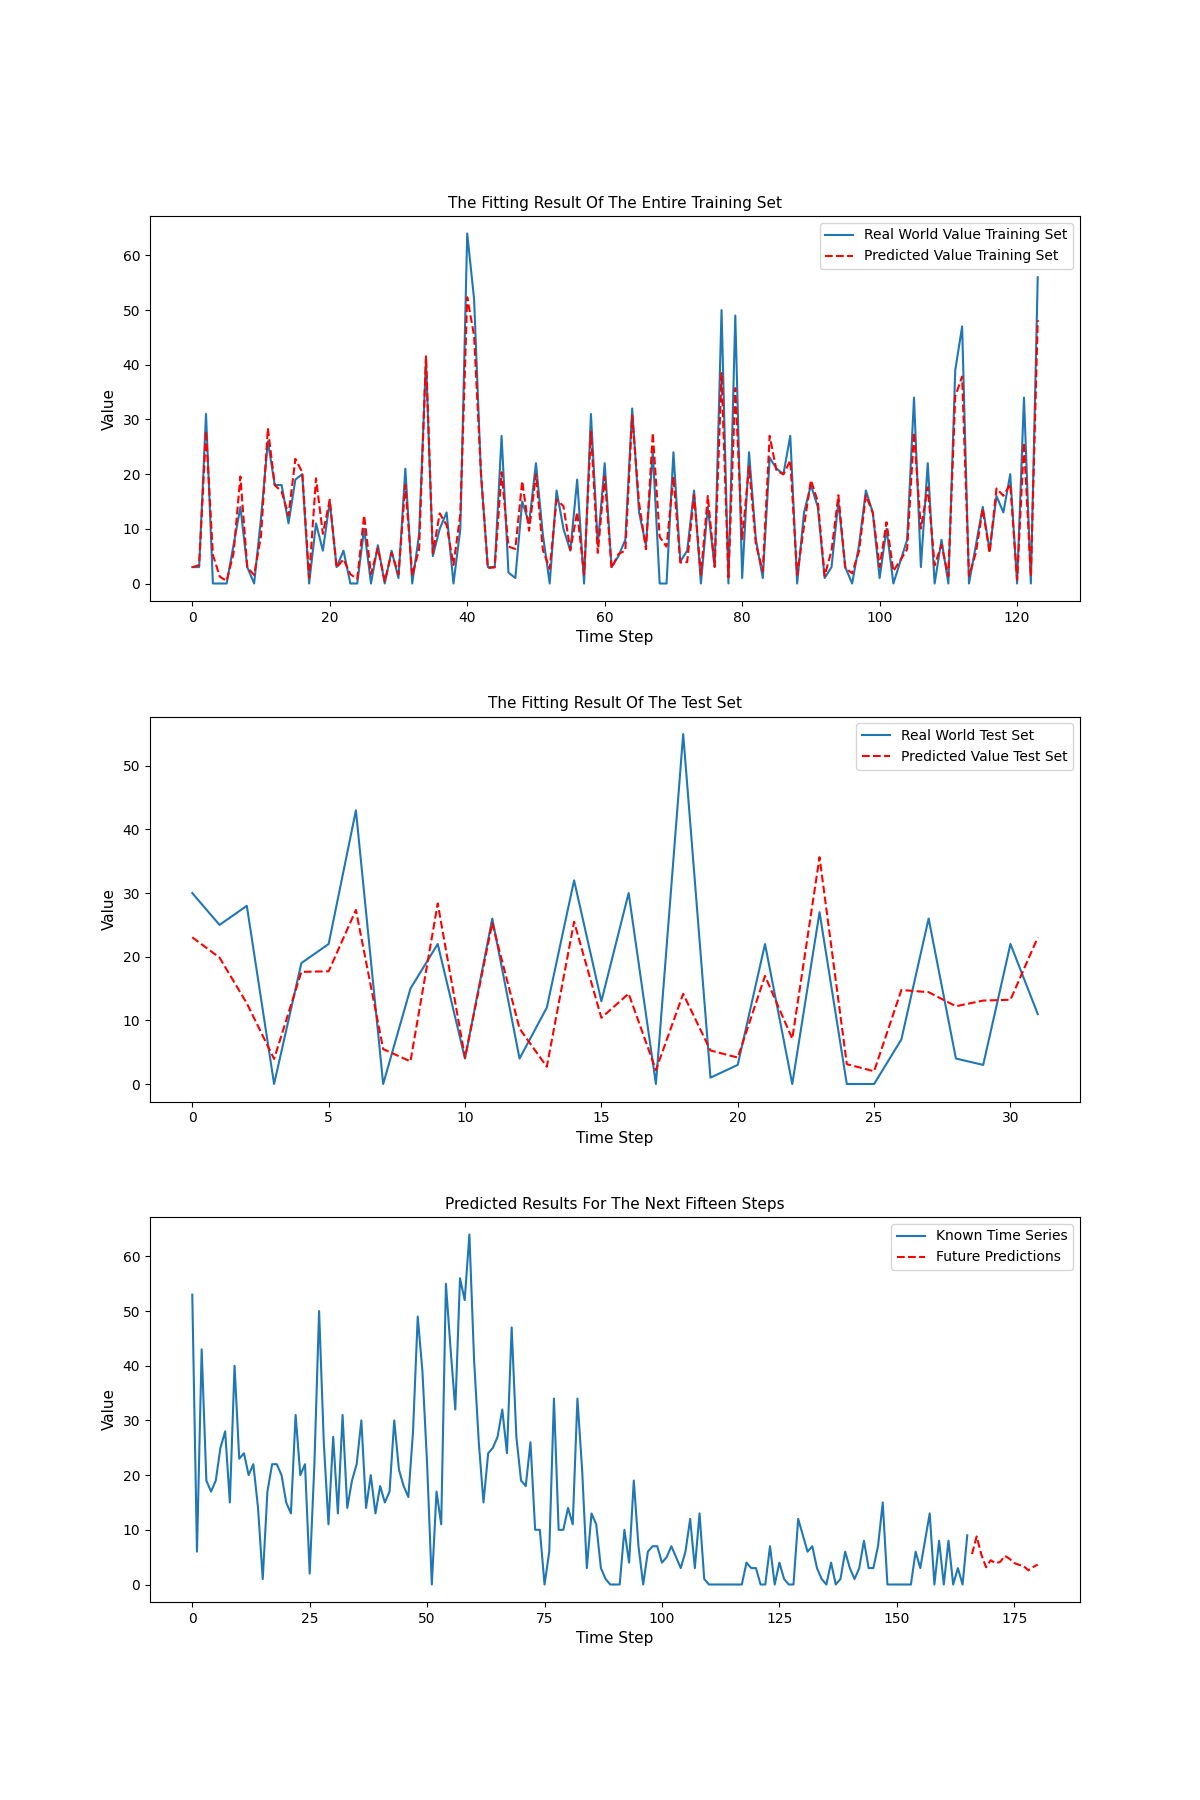 The Fitting Result Of The Entire Training Set
Real World Value Training Set
Predicted Value Training Set
Value
60
50
40
30
20
10
0
0 20 40 60 80 100 120
Time Step
The Fitting Result Of The Test Set
Real World Test Set
Predicted Value Test Set
Value
50
40
30
20
10
0
0 5 10 15 20 25 30
Time Step
Predicted Results For The Next Fifteen Steps
Known Time Series
Future Predictions
Value
60
50
40
30
20
10
0
0 25 50 75 100 125 150 175
Time Step